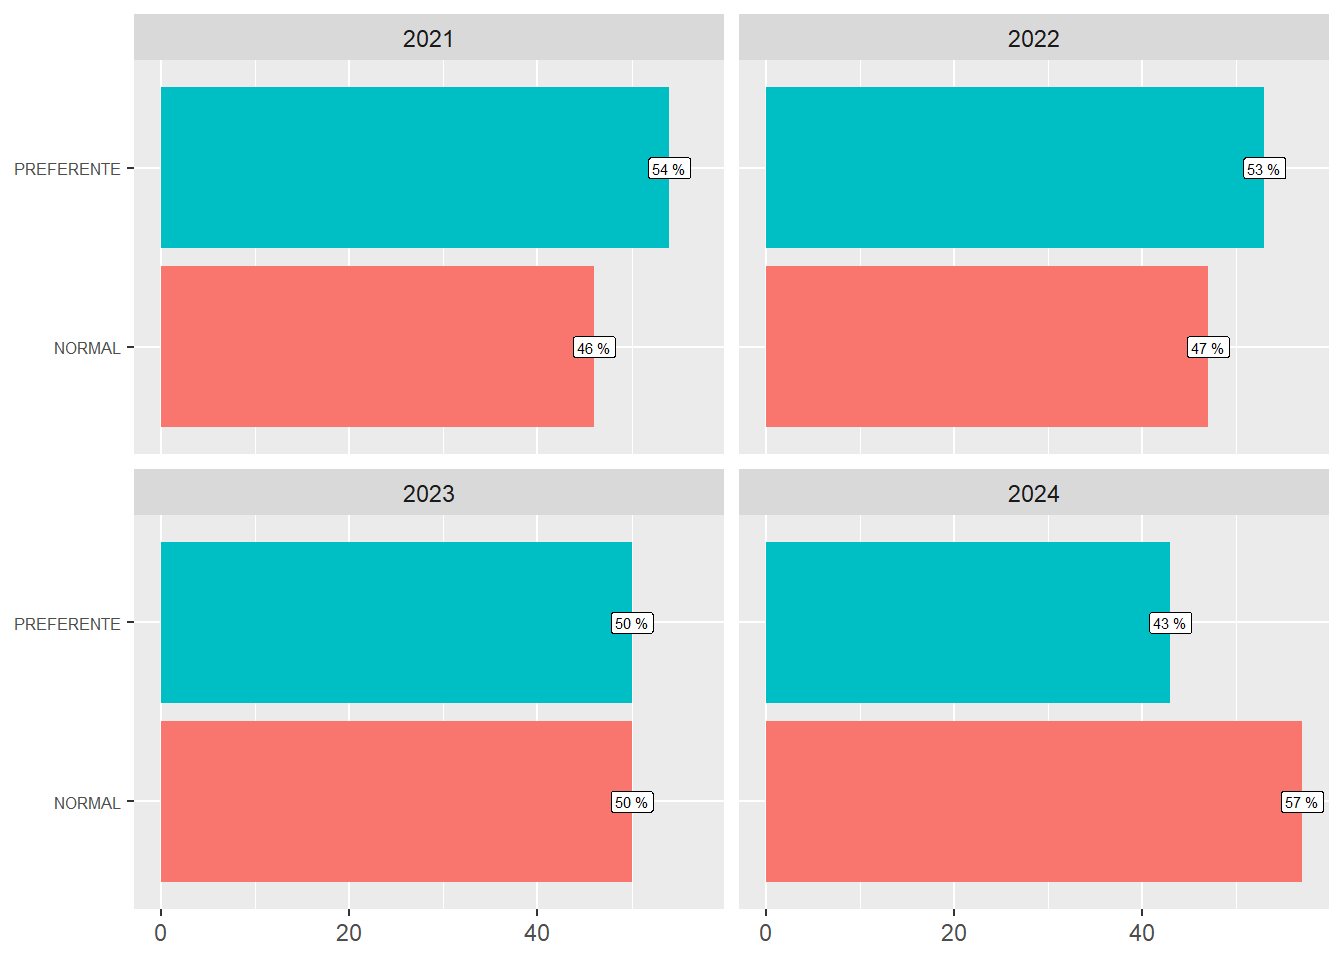 2021
2022
PREFERENTE
54 %
53 %
NORMAL
46 %
47 %
2023
2024
PREFERENTE
50 %
43 %
NORMAL
50 %
57 %
0 20 40 0 20 40